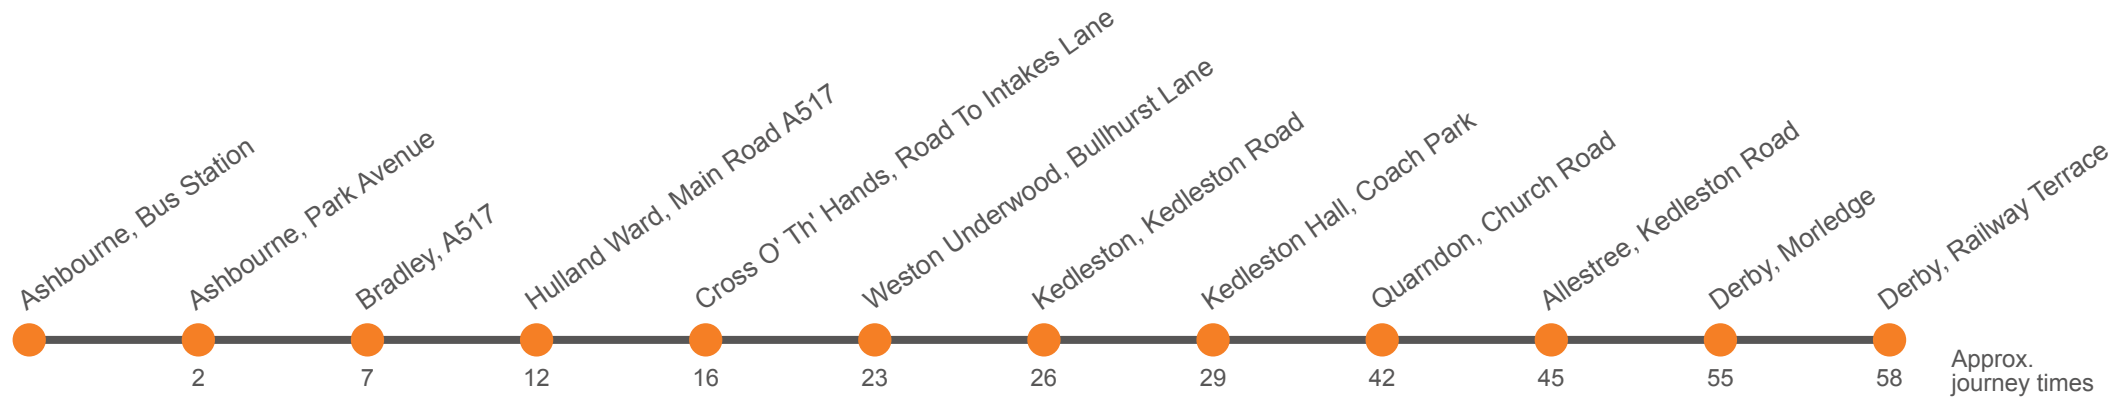 Ashbourne, Bus Station
Ashbourne, Park Avenue
Bradley, A517
Hulland Ward, Main Road A517
Cross O' Th' Hands, Road To Intakes Lane
Weston Underwood, Bullhurst Lane
Kedleston, Kedleston Road
Kedleston Hall, Coach Park
Quarndon, Church Road
Allestree, Kedleston Road
Derby, Morledge
Derby, Railway Terrace
2
7
12
16
23
26
29
42
45
55
58
Approx.
journey times